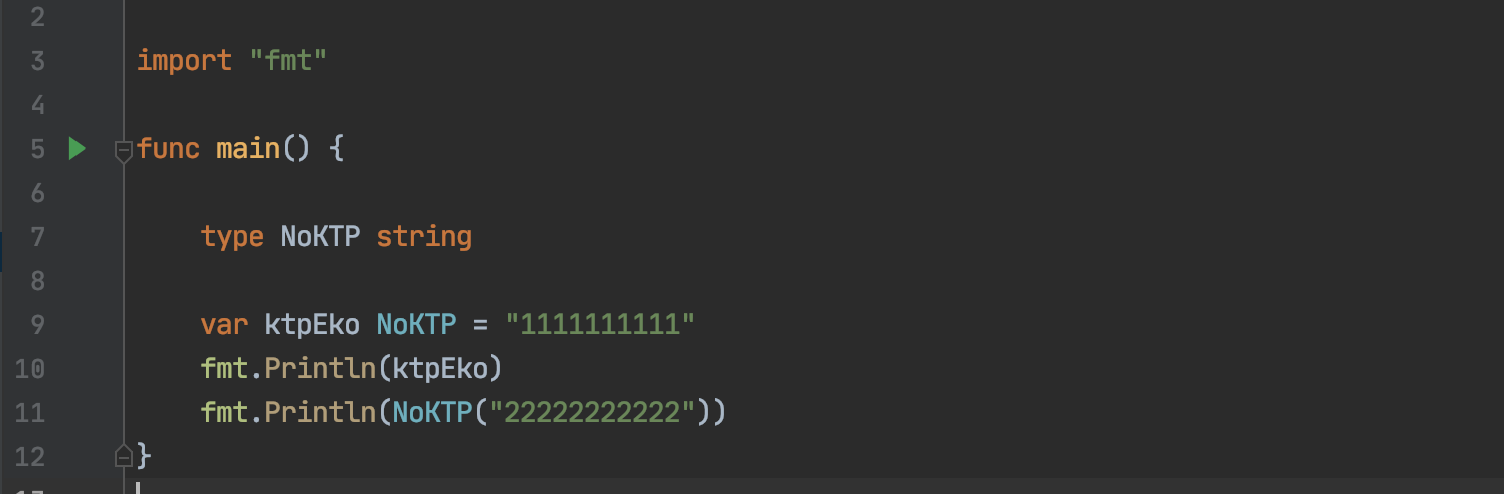 2
3 import "fmt"
4
5 func main() {
6
7 type NoKTP string
8
9 var ktpEko NoKTP = "1111111111"
10 fmt.Println(ktpEko)
11 fmt.Println(NoKTP("22222222222"))
12 }